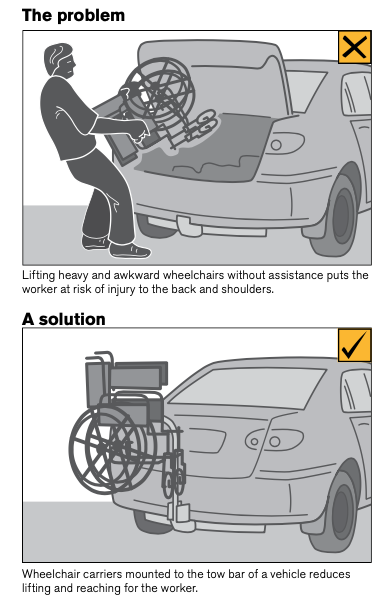 The problem
Lifting heavy and awkward wheelchairs without assistance puts the
worker at risk of injury to the back and shoulders.
A solution
Wheelchair carriers mounted to the tow bar of a vehicle reduces
lifting and reaching for the worker.